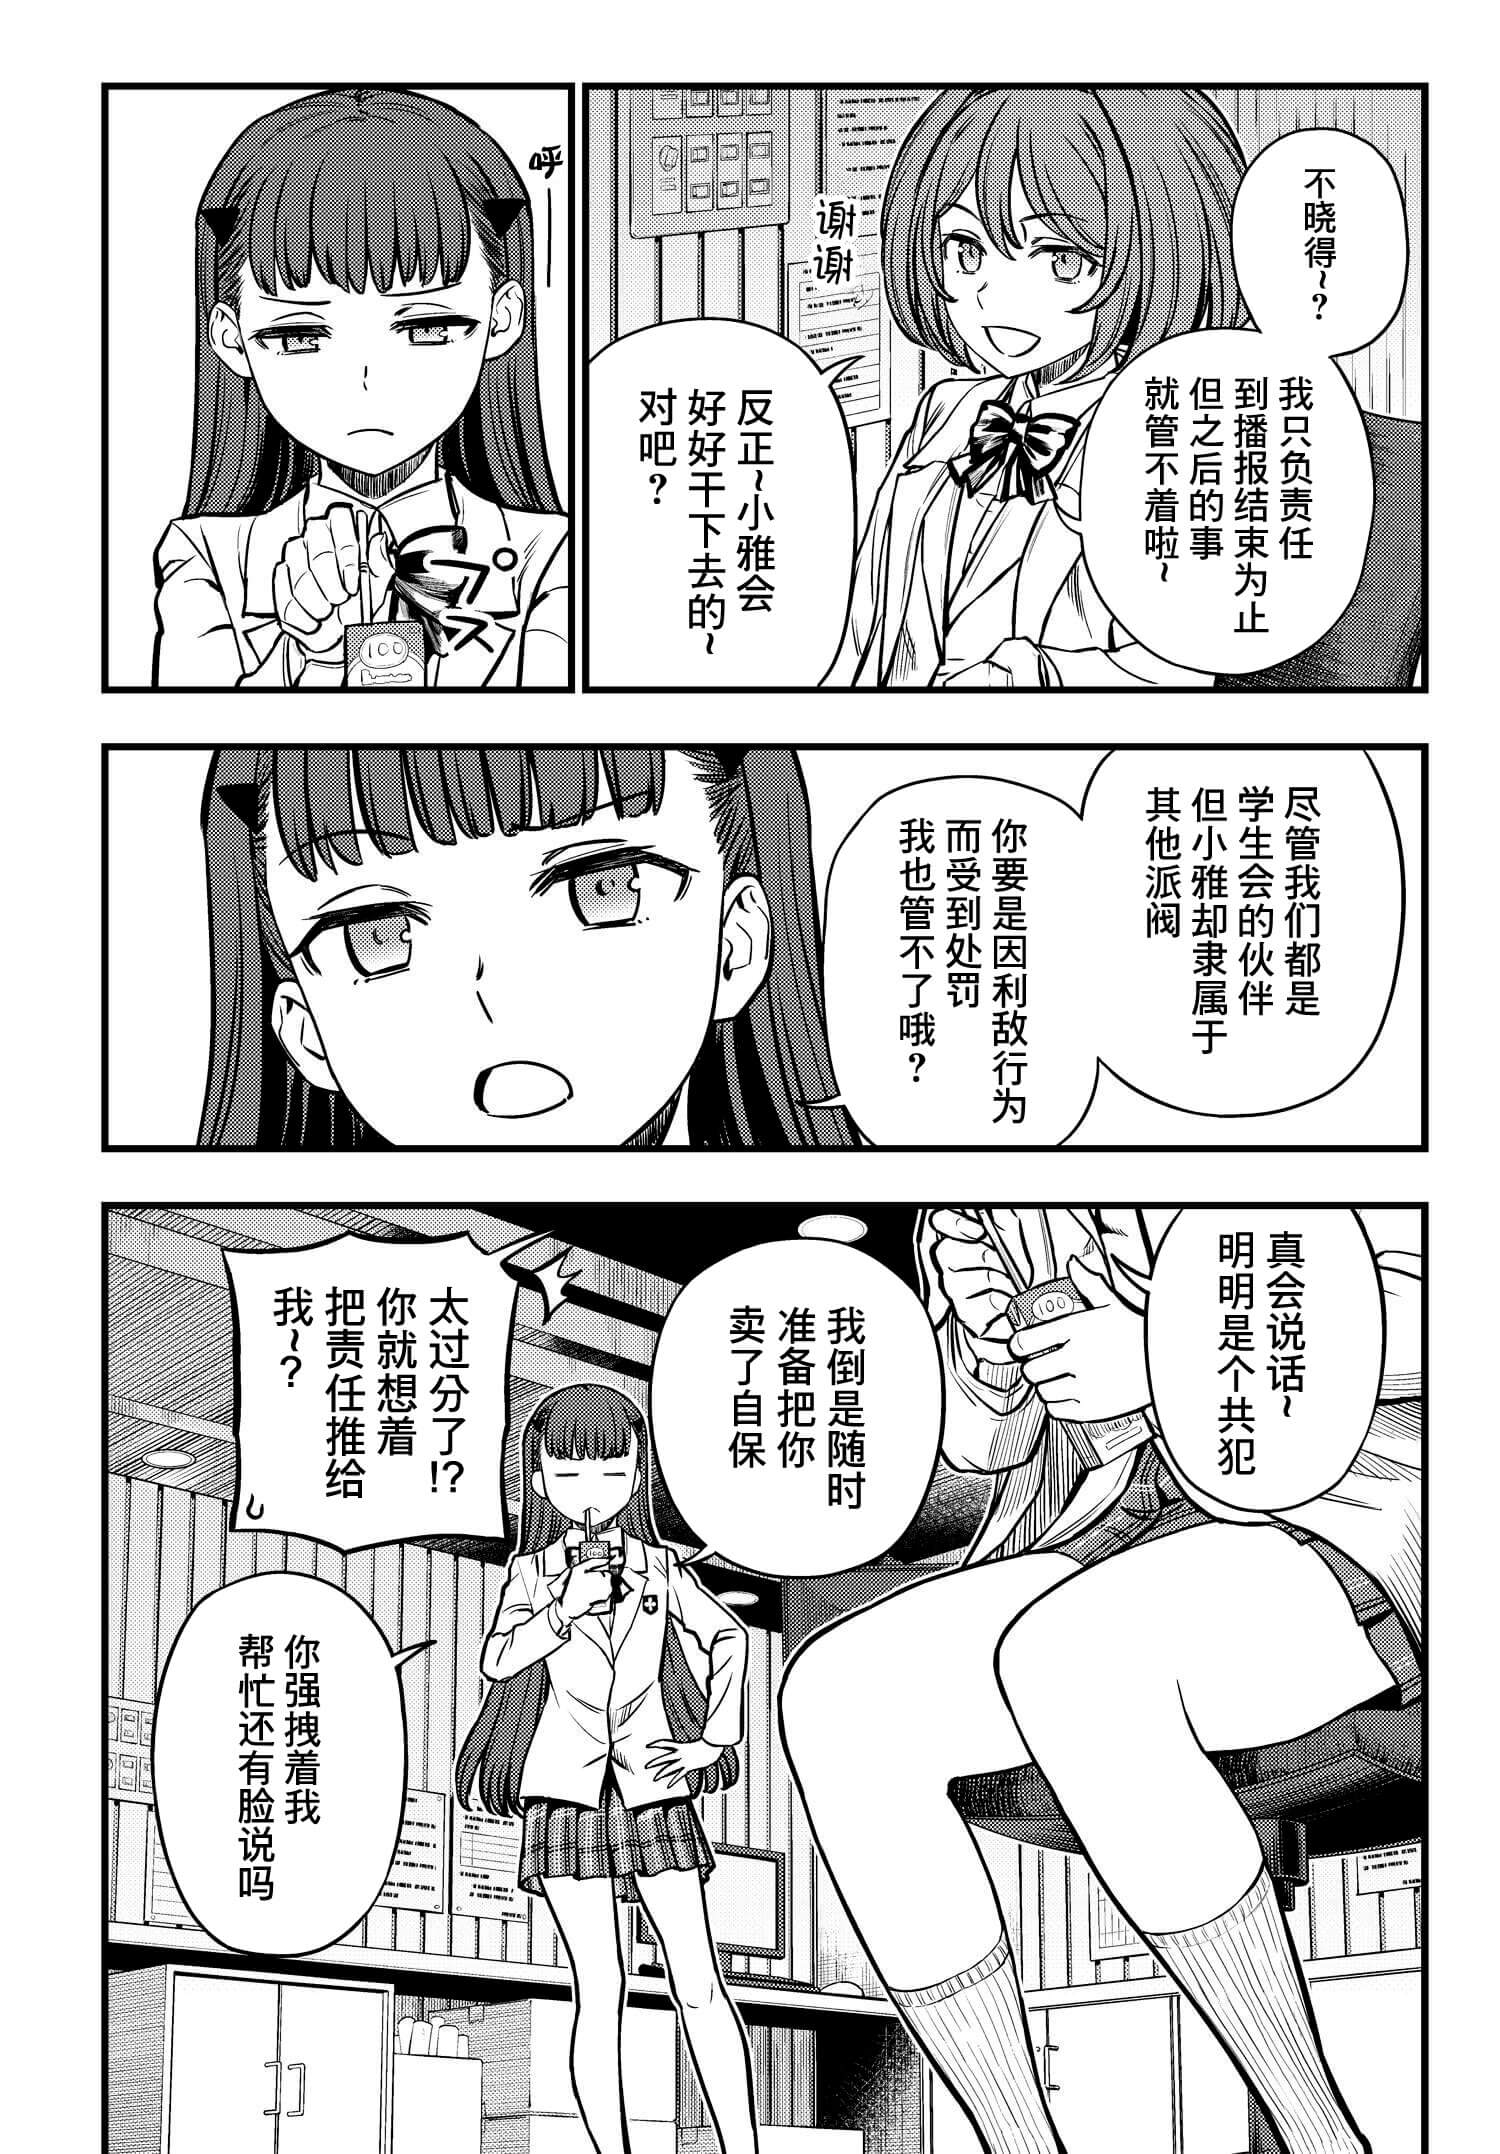 不晓得~?
我只负责任
到播报结束为止
但之后的事
就管不着啦~
谢谢
反正~小雅会
好好干下去的~
对吧?
呼—
プス
100
尽管我们都是
学生会的伙伴
但小雅却隶属于
其他派阀
你要是因利敌行为
而受到处罚
我也管不了哦?
真会说话~
明明是个共犯
100
我倒是随时
准备把你
卖了自保
太过分了!?
你就想着
把责任推给
我~?
100
你强拽着我
帮忙还有脸说吗